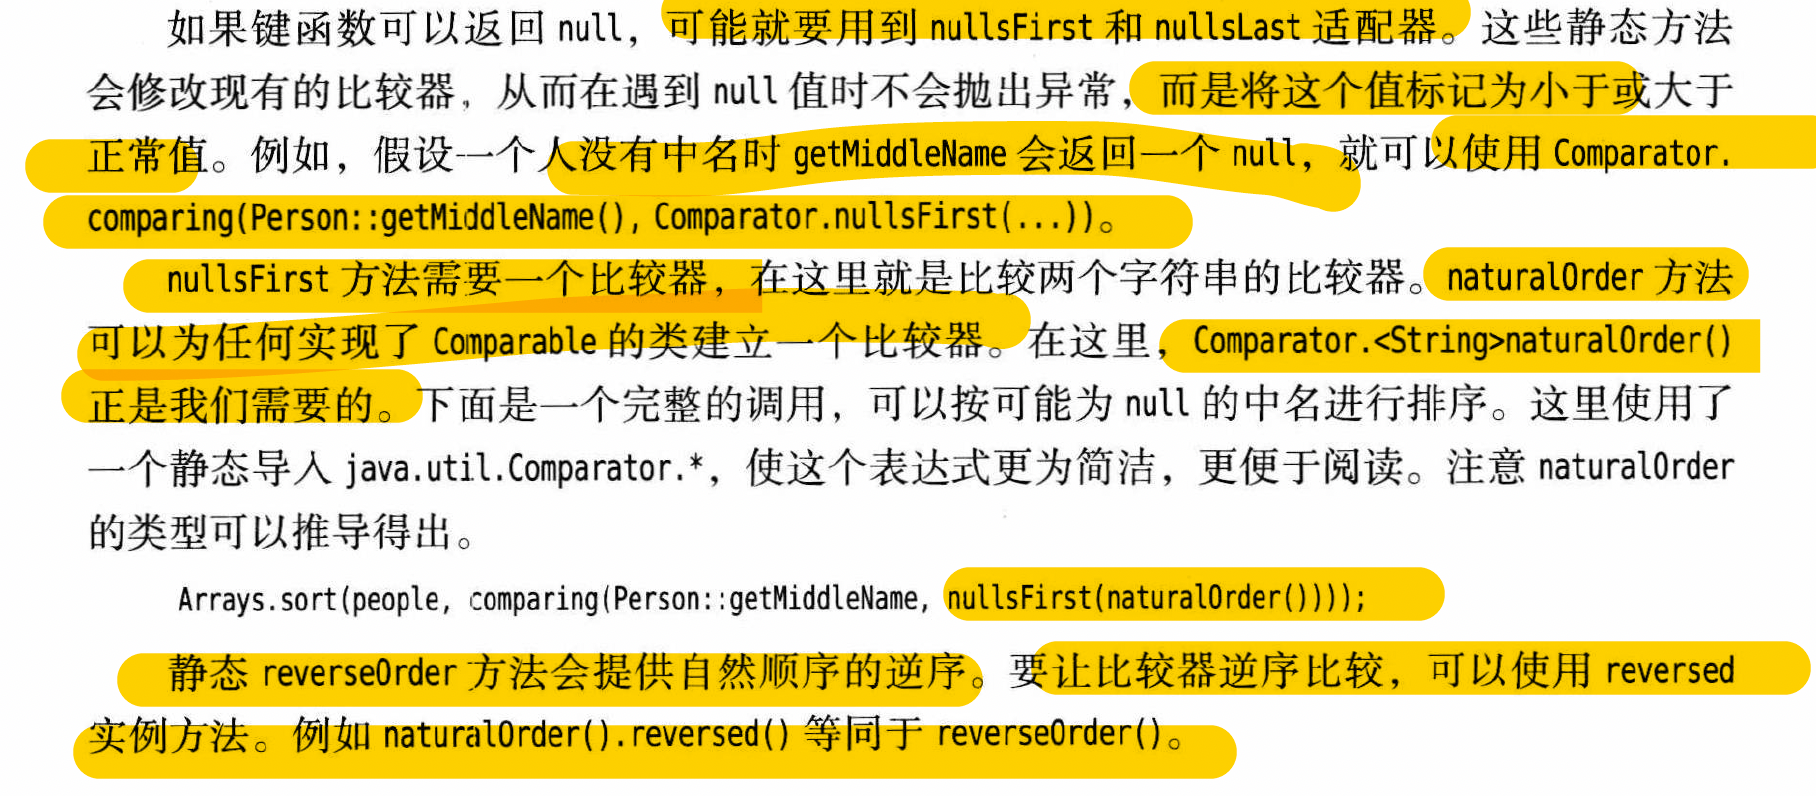 如果键函数可以返回 null，可能就要用到 nullsFirst 和 nullsLast 适配器。这些静态方法
会修改现有的比较器，从而在遇到 null 值时不会抛出异常，而是将这个值标记为小于或大于
正常值。例如，假设一个人没有中名时 getMiddleName 会返回一个 null，就可以使用 Comparator.
comparing(Person::getMiddleName(), Comparator.nullsFirst(...))。
nullsFirst 方法需要一个比较器，在这里就是比较两个字符串的比较器。naturalOrder 方法
可以为任何实现了 Comparable 的类建立一个比较器。在这里，Comparator.<String>naturalOrder()
正是我们需要的。下面是一个完整的调用，可以按可能为 null 的中名进行排序。这里使用了
一个静态导入 java.util.Comparator.*，使这个表达式更为简洁，更便于阅读。注意 naturalOrder
的类型可以推导得出。
Arrays.sort(people, comparing(Person::getMiddleName, nullsFirst(naturalOrder())));
静态 reverseOrder 方法会提供自然顺序的逆序。要让比较器逆序比较，可以使用 reversed
实例方法。例如 naturalOrder().reversed() 等同于 reverseOrder()。